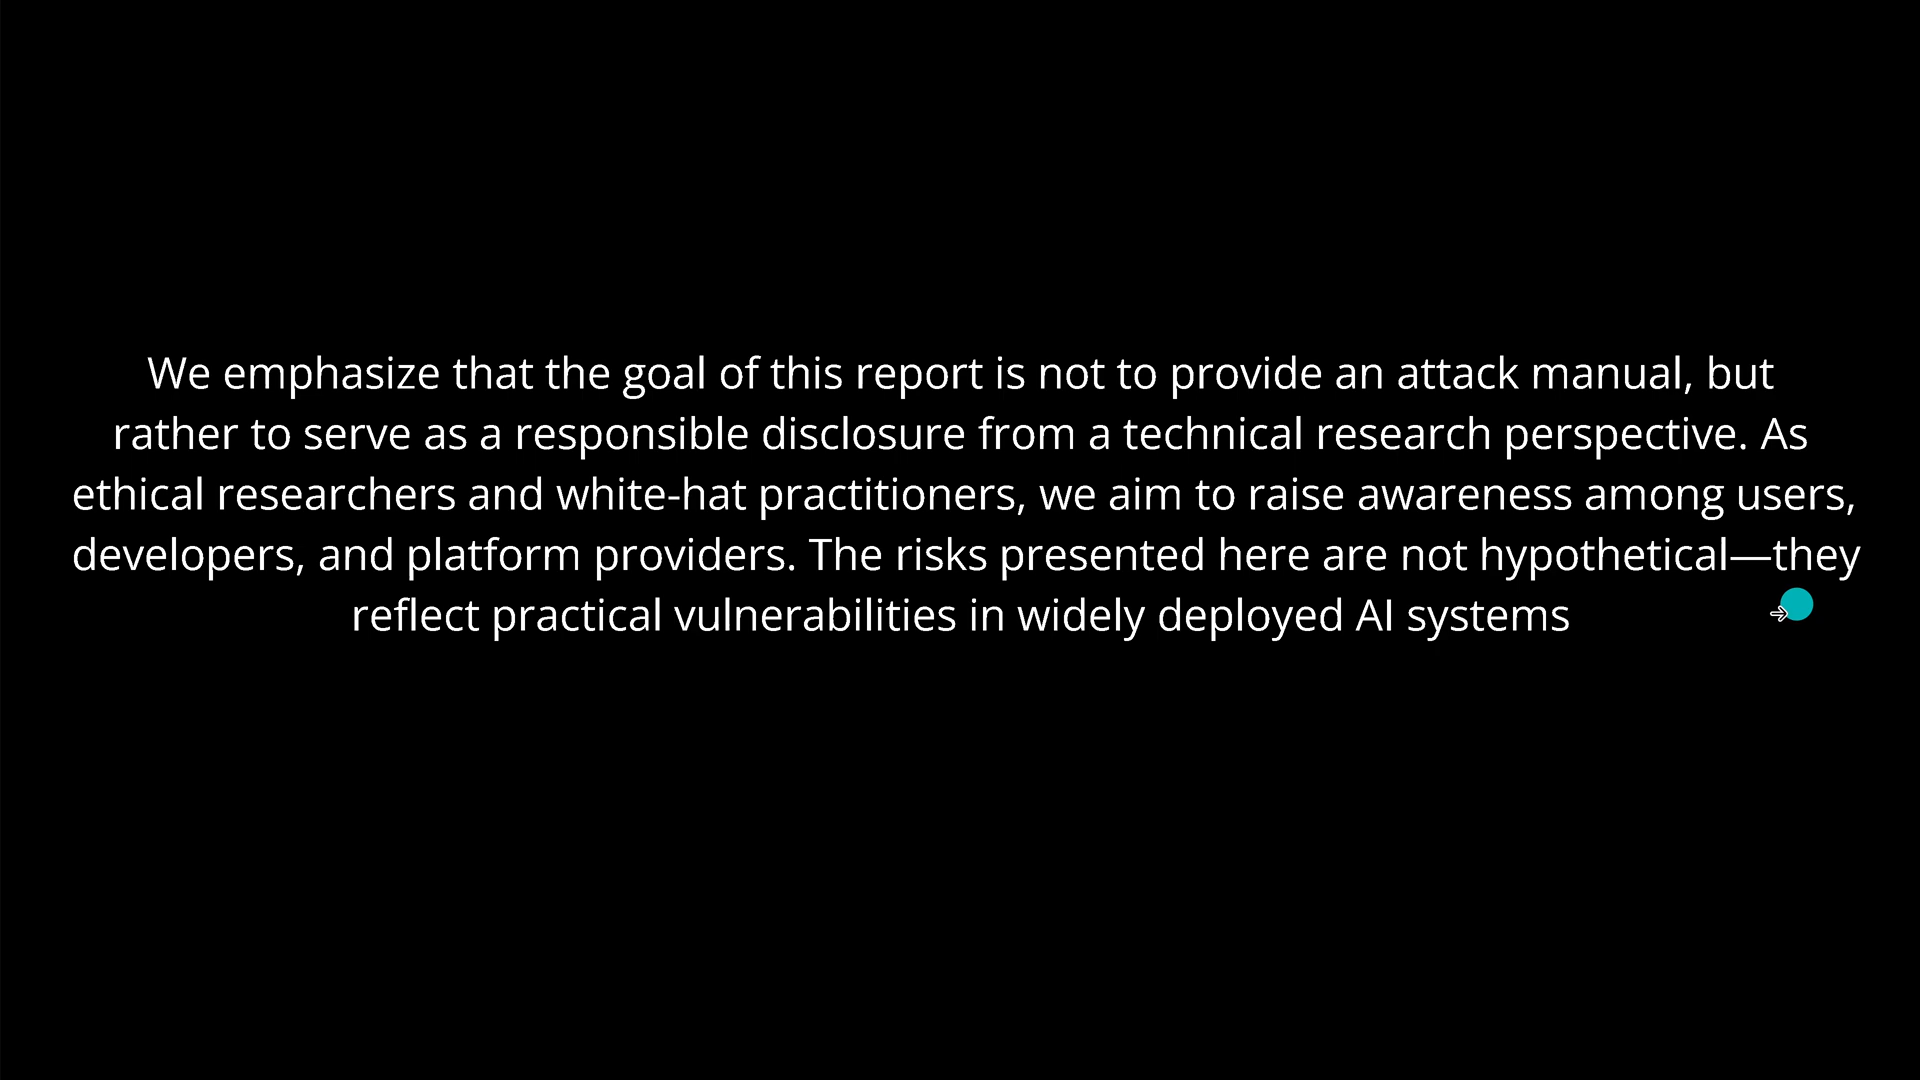 We emphasize that the goal of this report is not to provide an attack manual, but
rather to serve as a responsible disclosure from a technical research perspective. As
ethical researchers and white-hat practitioners, we aim to raise awareness among users,
developers, and platform providers. The risks presented here are not hypothetical—they
reflect practical vulnerabilities in widely deployed AI systems